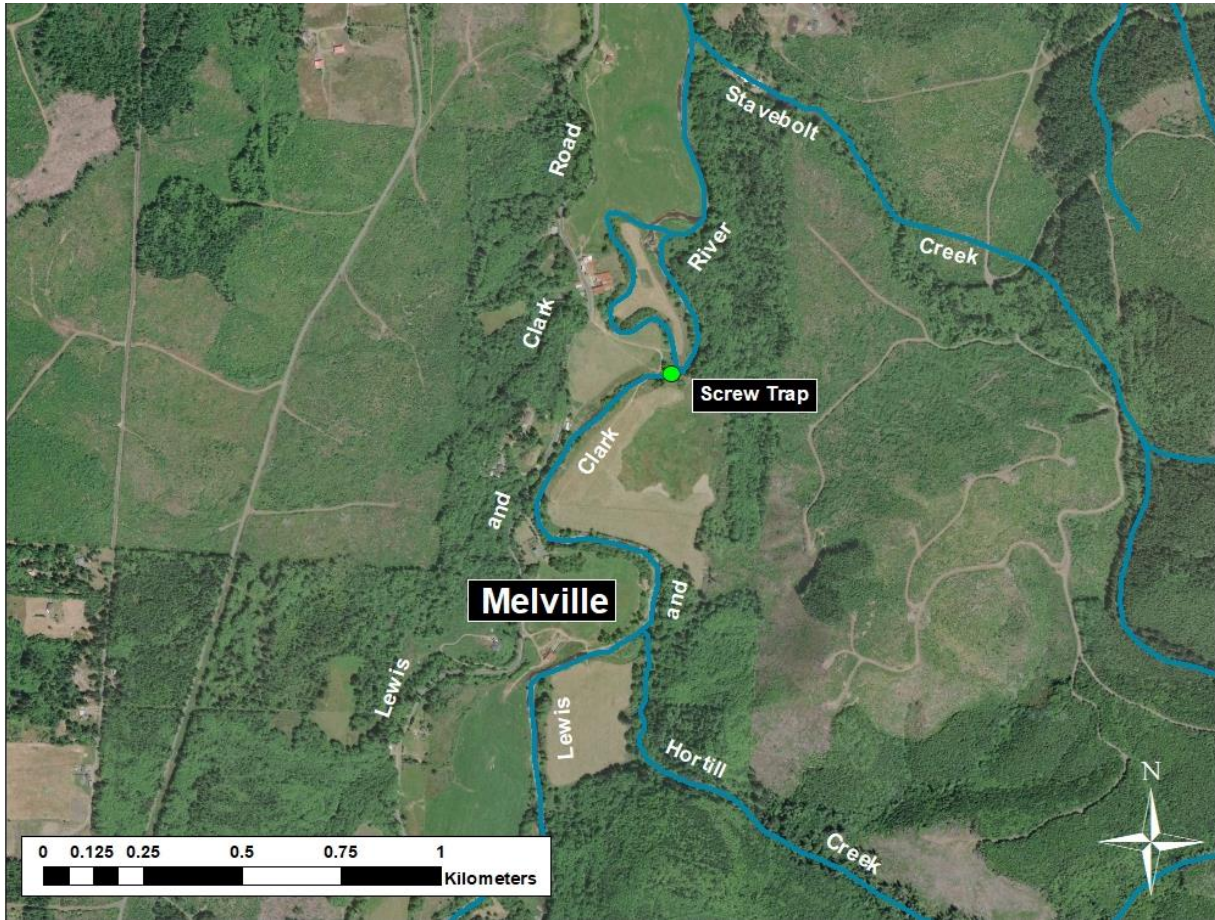 Stavebolt
Creek
Road
Clark
and
Lewis
River
Clark
and
Lewis
Screw Trap
Melville
Hortill
Creek
N
0 0.125 0.25 0.5 0.75 1
Kilometers